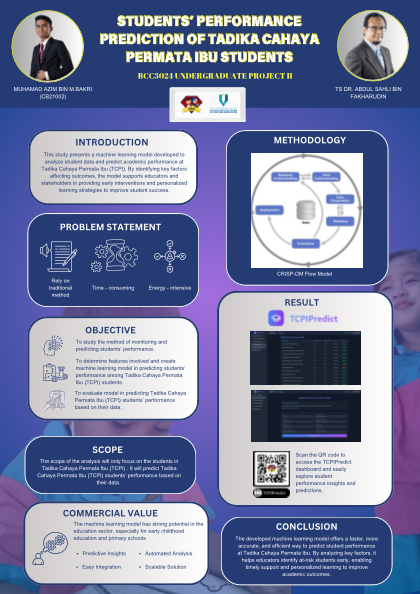 STUDENTS' PERFORMANCE
PREDICTION OF TADIKA CAHAYA
PERMATA IBU STUDENTS
BCC3024 UNDERGRADUATE PROJECT II
MUHAMAD AZIM BIN M.BAKRI
(CB21002)
TS DR. ABDUL SAHLI BIN
FAKHARUDIN
INTRODUCTION
This study presents a machine learning model developed to
analyze student data and predict academic performance at
Tadika Cahaya Permata Ibu (TCPI). By identifying key factors
affecting outcomes, the model supports educators and
stakeholders in providing early interventions and personalized
learning strategies to improve student success.
PROBLEM STATEMENT
Rely on
traditional
method
Time - consuming
Energy - intensive
OBJECTIVE
To study the method of monitoring and
predicting students' performance.
To determine features involved and create
machine learning model in predicting students'
performance among Tadika Cahaya Permata
Ibu (TCPI) students.
To evaluate model in predicting Tadika Cahaya
Permata Ibu (TCPI) students' performance
based on their data.
SCOPE
The scope of the analysis will only focus on the students in
Tadika Cahaya Permata Ibu (TCPI) . It will predict Tadika
Cahaya Permata Ibu (TCPI) students' performance based on
their data.
COMMERCIAL VALUE
The machine learning model has strong potential in the
education sector, especially for early childhood
education and primary schools
• Predictive Insights
• Automated Analysis
• Easy Integration
• Scalable Solution
METHODOLOGY
Business
Understanding
Data
Understanding
Data
Preparation
Modeling
Evaluation
Deployment
Data
CRISP-DM Flow Model
RESULT
TCPIPredict
Scan the QR code to
access the TCPIPredict
dashboard and easily
explore student
performance insights and
predictions.
CONCLUSION
The developed machine learning model offers a faster, more
accurate, and efficient way to predict student performance
at Tadika Cahaya Permata Ibu. By analyzing key factors, it
helps educators identify at-risk students early, enabling
timely support and personalized learning to improve
academic outcomes.